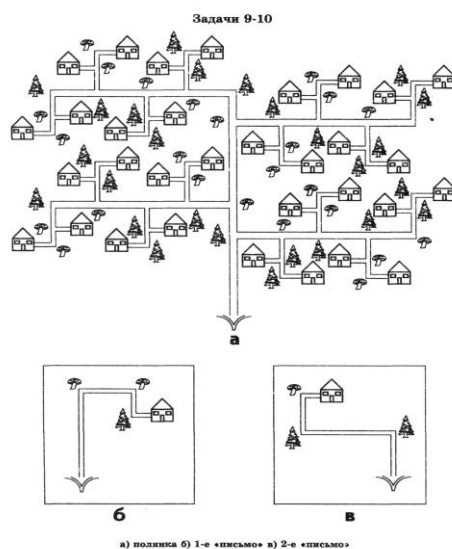 Задачи 9-10
а
б
в
а) полянка б) 1-е «письмо» в) 2-е «письмо»